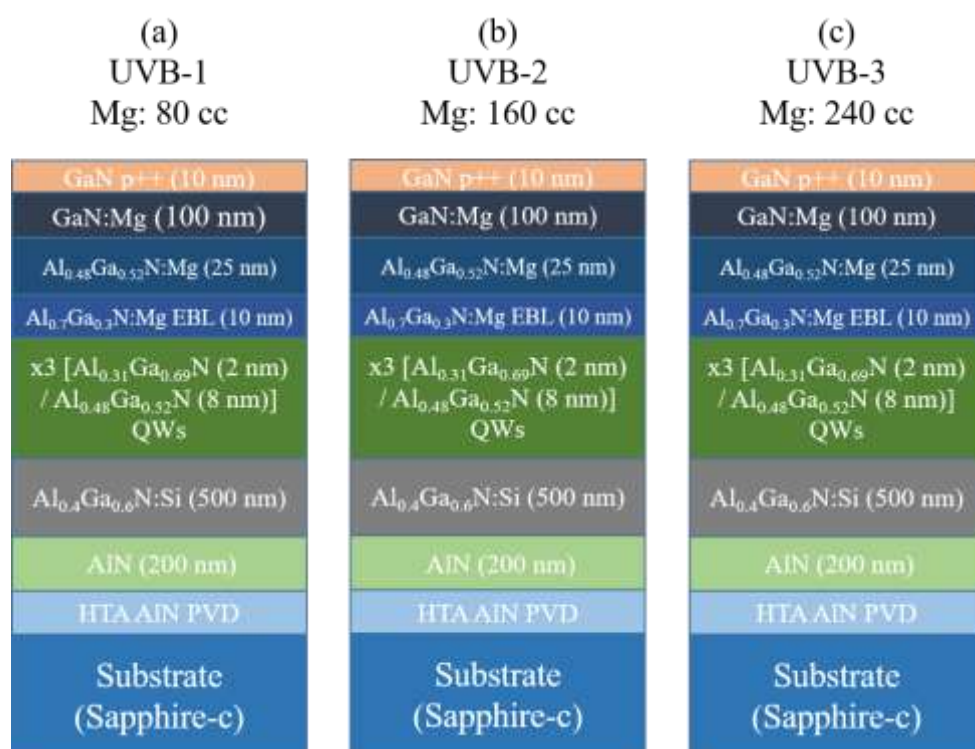 (a)
UVB-1
Mg: 80 cc
GaN p++ (10 nm)
GaN:Mg (100 nm)
Al₀.₄₈Ga₀.₅₂N:Mg (25 nm)
Al₀.₇Ga₀.₃N:Mg EBL (10 nm)
x3 [Al₀.₃₁Ga₀.₆₉N (2 nm)
/ Al₀.₄₈Ga₀.₅₂N (8 nm)]
QWs
Al₀.₄Ga₀.₆N:Si (500 nm)
AlN (200 nm)
HTA AlN PVD
Substrate
(Sapphire-c)
(b)
UVB-2
Mg: 160 cc
GaN p++ (10 nm)
GaN:Mg (100 nm)
Al₀.₄₈Ga₀.₅₂N:Mg (25 nm)
Al₀.₇Ga₀.₃N:Mg EBL (10 nm)
x3 [Al₀.₃₁Ga₀.₆₉N (2 nm)
/ Al₀.₄₈Ga₀.₅₂N (8 nm)]
QWs
Al₀.₄Ga₀.₆N:Si (500 nm)
AlN (200 nm)
HTA AlN PVD
Substrate
(Sapphire-c)
(c)
UVB-3
Mg: 240 cc
GaN p++ (10 nm)
GaN:Mg (100 nm)
Al₀.₄₈Ga₀.₅₂N:Mg (25 nm)
Al₀.₇Ga₀.₃N:Mg EBL (10 nm)
x3 [Al₀.₃₁Ga₀.₆₉N (2 nm)
/ Al₀.₄₈Ga₀.₅₂N (8 nm)]
QWs
Al₀.₄Ga₀.₆N:Si (500 nm)
AlN (200 nm)
HTA AlN PVD
Substrate
(Sapphire-c)